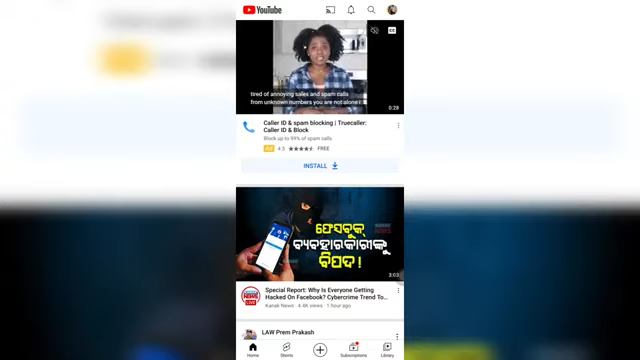 YouTube
CC
tired of annoying sales and spam calls
from unknown numbers you are not alone I
0:28
Caller ID & spam blocking | Truecaller:
Caller ID & Block
Block up to 99% of spam calls
Ad 4.5 FREE
INSTALL
ଫେସବୁକ୍
ବ୍ୟବହାରକାରୀଙ୍କୁ
ବିପଦ !
3:03
Special Report: Why Is Everyone Getting
Hacked On Facebook? Cybercrime Trend To...
Kanak News · 4.4K views · 1 hour ago
LAW Prem Prakash
Home
Shorts
Subscriptions
Library